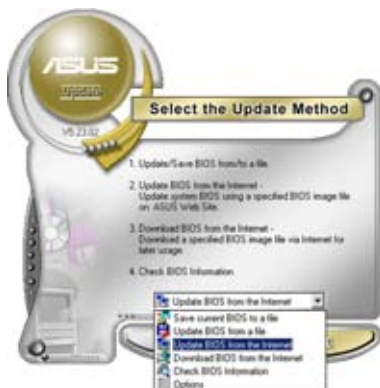 ASUS
Update
V5.23.02
Select the Update Method
1. Update/Save BIOS from/to a file.
2. Update BIOS from the Internet -
Update system BIOS using a specified BIOS image file
on ASUS Web Site.
3. Download BIOS from the Internet -
Download a specified BIOS image file via Internet for
later usage.
4. Check BIOS Information
Update BIOS from the Internet
Save current BIOS to a file
Update BIOS from a file
Update BIOS from the Internet
Download BIOS from the Internet
Check BIOS Information
Options